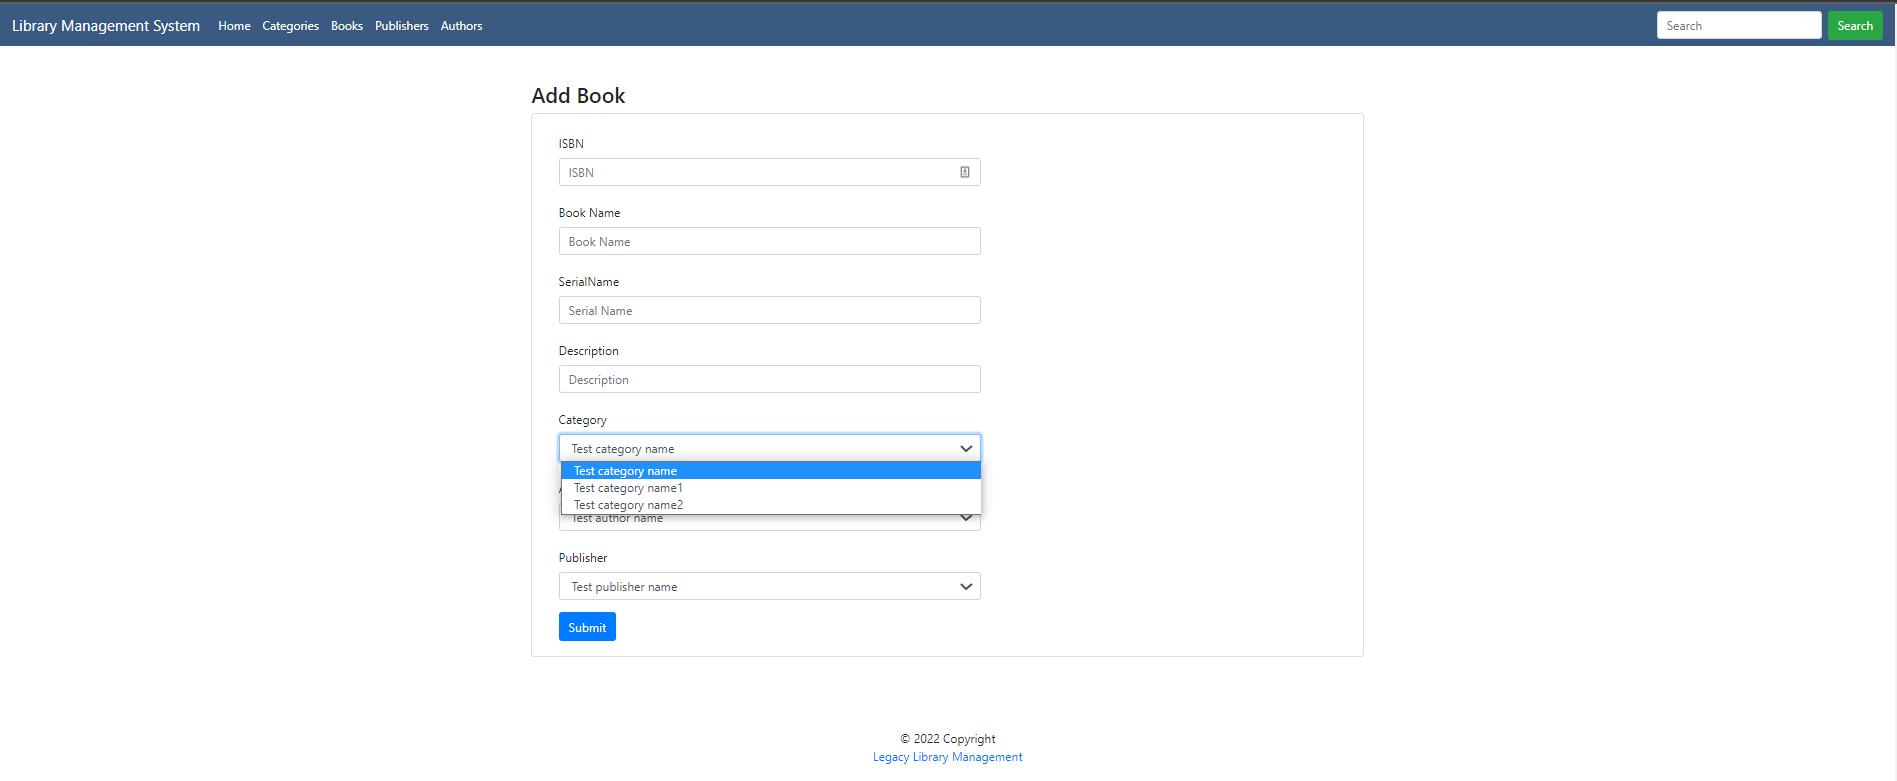 Library Management System Home Categories Books Publishers Authors Search Search
Add Book
ISBN
ISBN
Book Name
Book Name
SerialName
Serial Name
Description
Description
Category
Test category name
Test category name
Test category name1
Test category name2
Test author name
Publisher
Test publisher name
Submit
© 2022 Copyright
Legacy Library Management